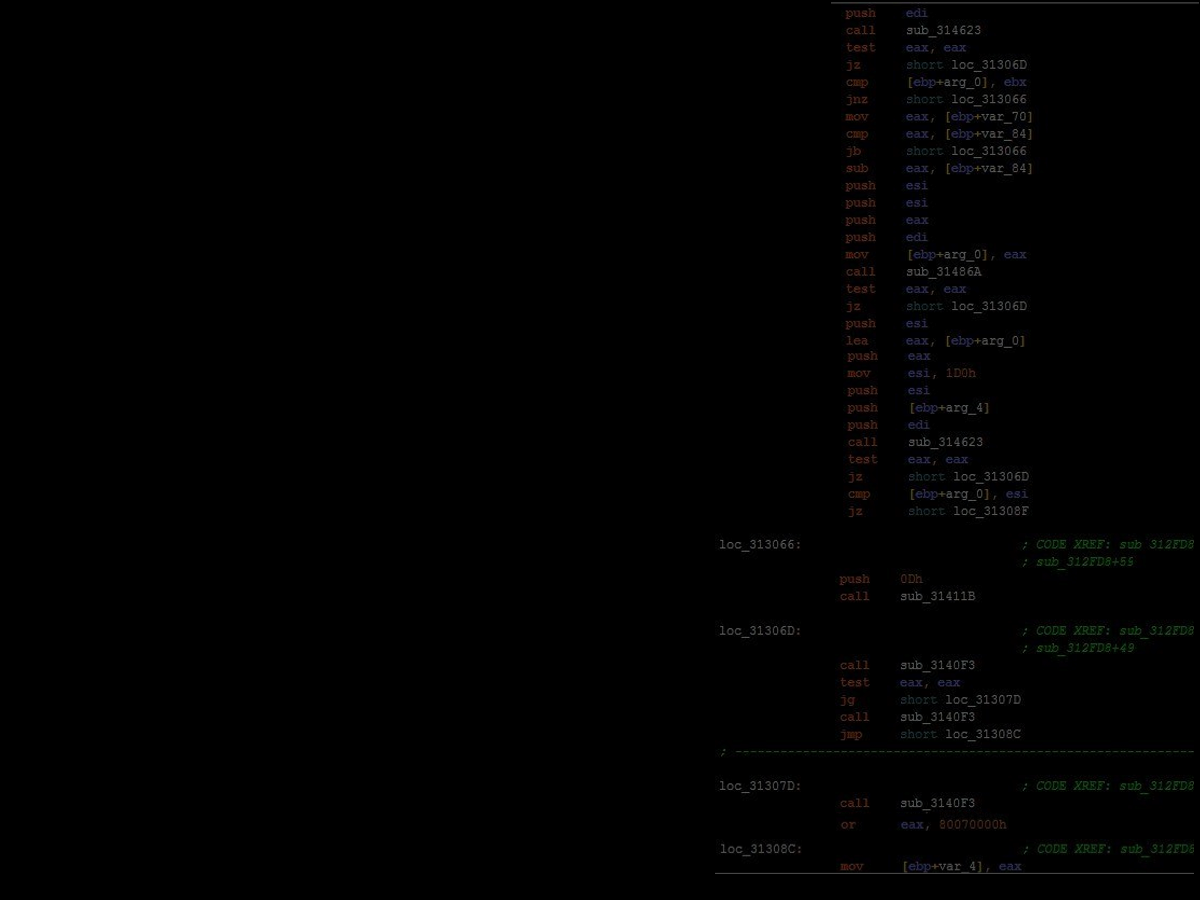 push edi
call sub_314623
test eax, eax
jz short loc_31306D
cmp [ebp+arg_0], ebx
jnz short loc_313066
mov eax, [ebp+var_70]
cmp eax, [ebp+var_84]
jb short loc_313066
sub eax, [ebp+var_84]
push esi
push esi
push eax
push edi
mov [ebp+arg_0], eax
call sub_31486A
test eax, eax
jz short loc_31306D
push esi
lea eax, [ebp+arg_0]
push eax
mov esi, 1D0h
push esi
push [ebp+arg_4]
push edi
call sub_314623
test eax, eax
jz short loc_31306D
cmp [ebp+arg_0], esi
jz short loc_31308F
loc_313066: ; CODE XREF: sub_312FD8
; sub_312FD8+59
push 0Dh
call sub_31411B
loc_31306D: ; CODE XREF: sub_312FD8
; sub_312FD8+49
call sub_3140F3
test eax, eax
jg short loc_31307D
call sub_3140F3
jmp short loc_31308C
; ---------------------------------------------------------------
loc_31307D: ; CODE XREF: sub_312FD8
call sub_3140F3
or eax, 80070000h
loc_31308C: ; CODE XREF: sub_312FD8
mov [ebp+var_4], eax